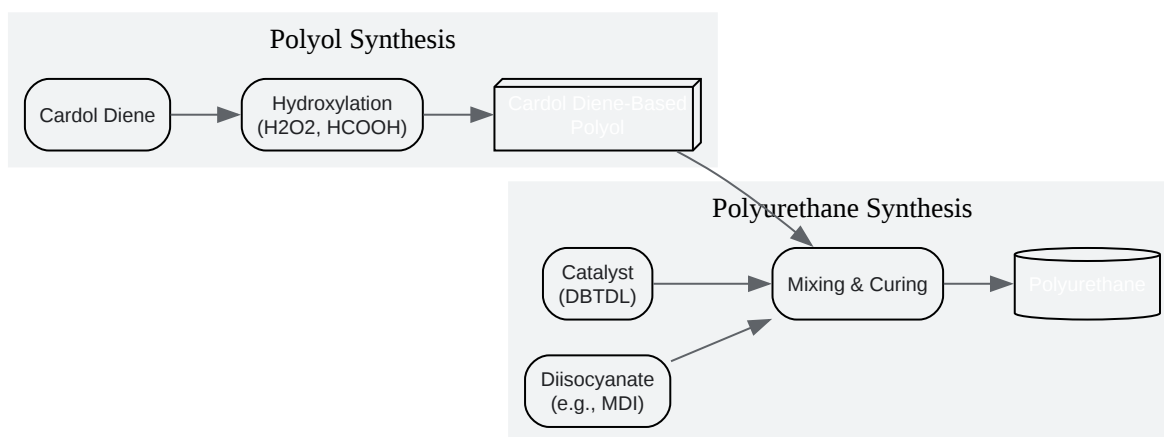 Polyol Synthesis
Cardol Diene
Hydroxylation
(H2O2, HCOOH)
Cardol Diene-Based
Polyol
Polyurethane Synthesis
Catalyst
(DBTDL)
Mixing & Curing
Polyurethane
Diisocyanate
(e.g., MDI)